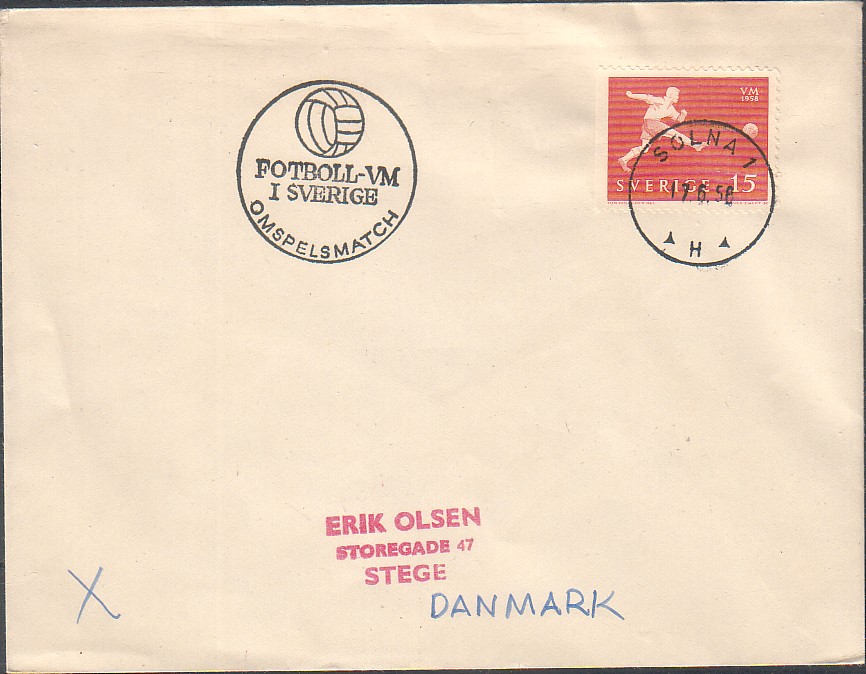 FOTBOLL-VM
I SVERIGE
OMSPELSMATCH
VM
1958
SVERIGE 15
SOLNA 1
17.6.58
H
ERIK OLSEN
STOREGADE 47
STEGE
X
DANMARK